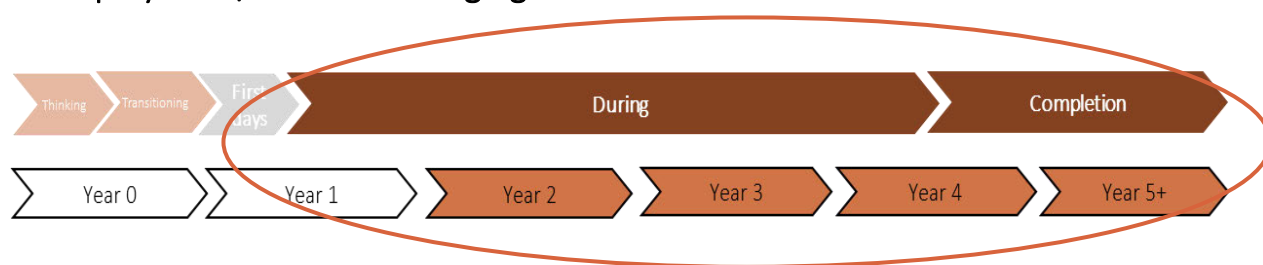 Thinking
Transitioning
First days
During
Completion
Year 0
Year 1
Year 2
Year 3
Year 4
Year 5+